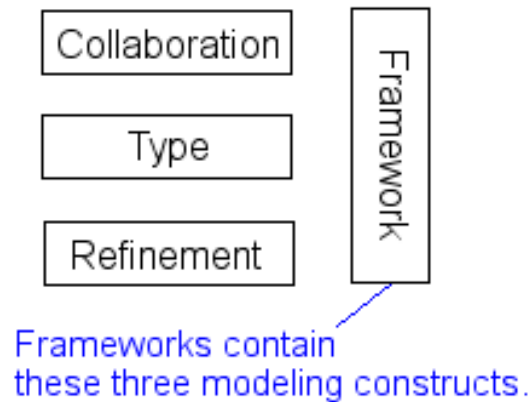 Collaboration
Type
Refinement
Framework
Frameworks contain
these three modeling constructs.